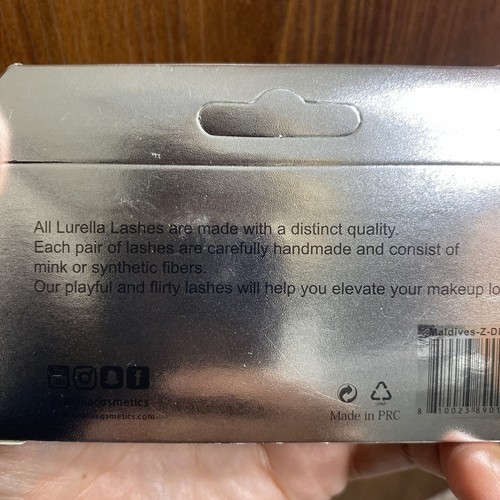 All Lurella Lashes are made with a distinct quality.
Each pair of lashes are carefully handmade and consist of
mink or synthetic fibers.
Our playful and flirty lashes will help you elevate your makeup lo
Maldives-Z-D
Made in PRC